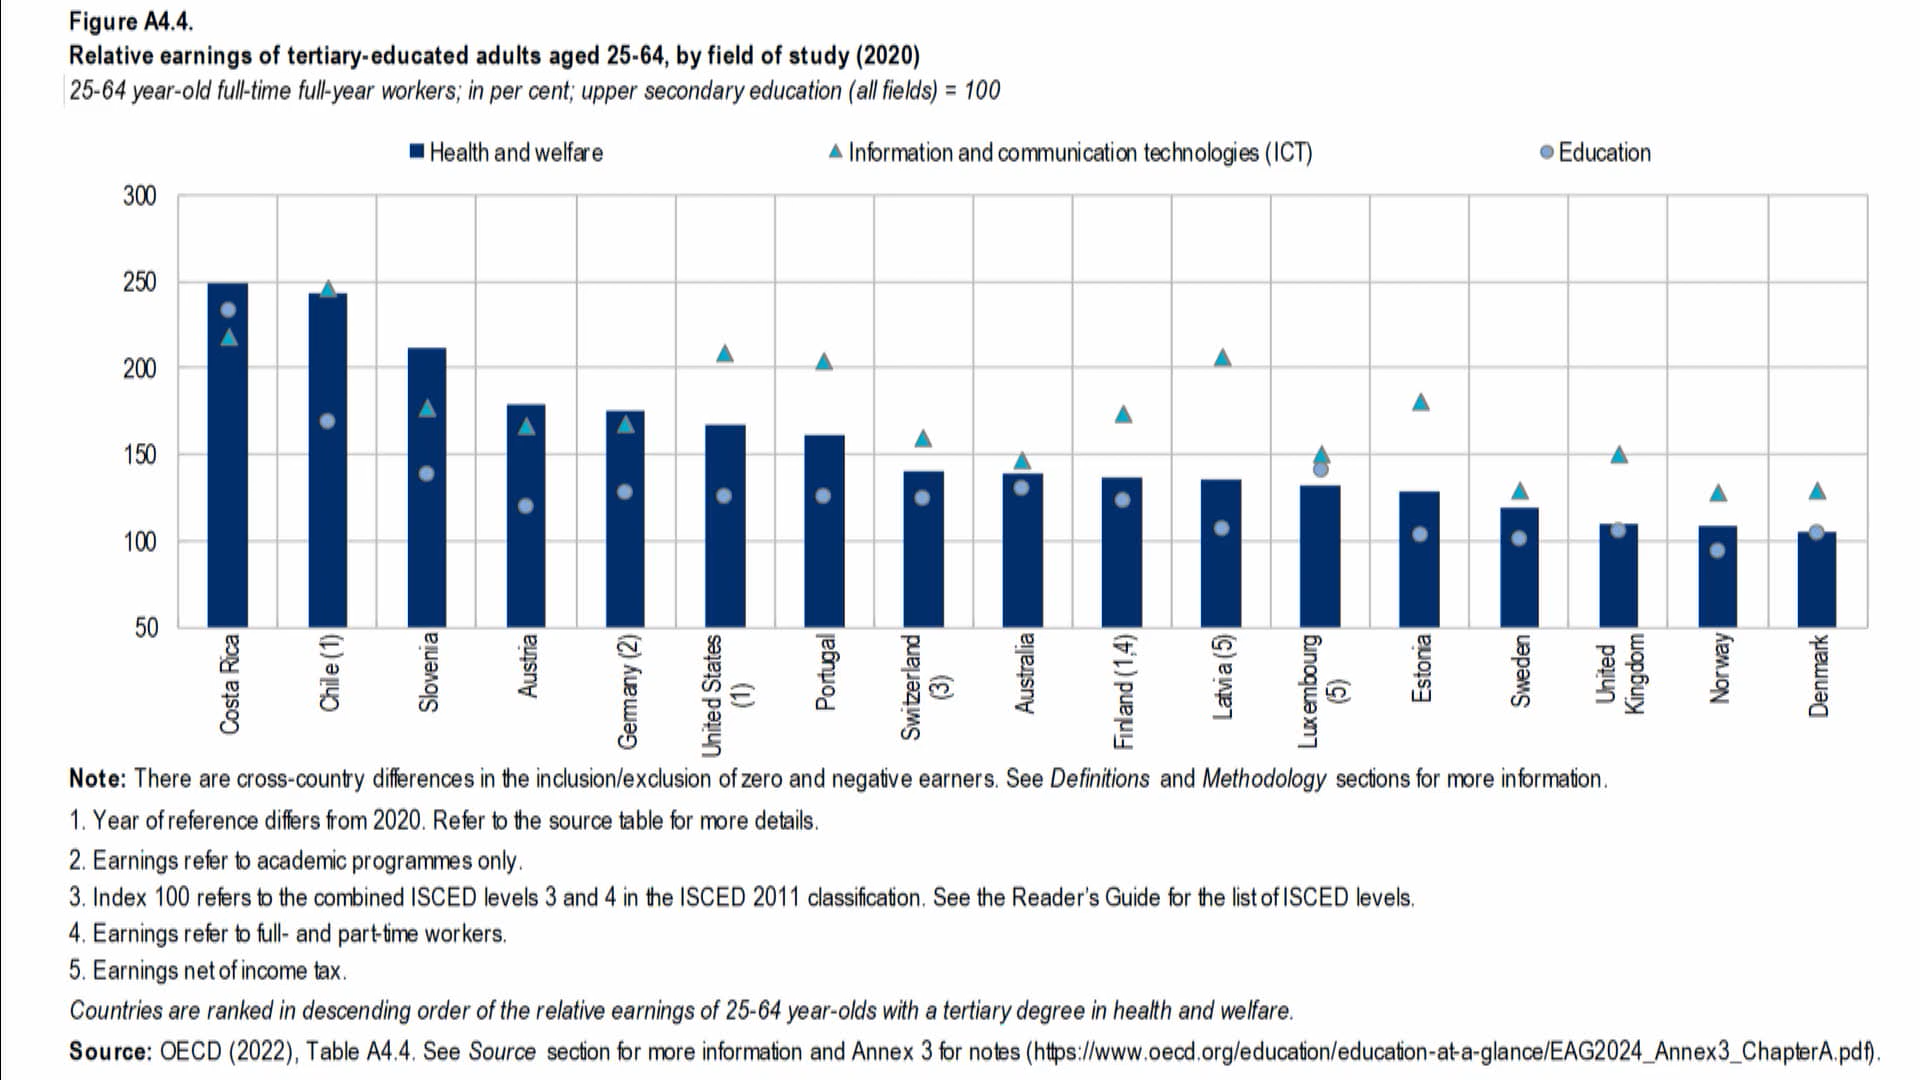 Figure A4.4.
Relative earnings of tertiary-educated adults aged 25-64, by field of study (2020)
25-64 year-old full-time full-year workers; in per cent; upper secondary education (all fields) = 100
Health and welfare
Information and communication technologies (ICT)
Education
300
250
200
150
100
50
Costa Rica
Chile (1)
Slovenia
Austria
Germany (2)
United States
(1)
Portugal
Switzerland
(3)
Australia
Finland (1,4)
Latvia (5)
Luxembourg
(5)
Estonia
Sweden
United
Kingdom
Norway
Denmark
Note: There are cross-country differences in the inclusion/exclusion of zero and negative earners. See Definitions and Methodology sections for more information.
1. Year of reference differs from 2020. Refer to the source table for more details.
2. Earnings refer to academic programmes only.
3. Index 100 refers to the combined ISCED levels 3 and 4 in the ISCED 2011 classification. See the Reader's Guide for the list of ISCED levels.
4. Earnings refer to full- and part-time workers.
5. Earnings net of income tax.
Countries are ranked in descending order of the relative earnings of 25-64 year-olds with a tertiary degree in health and welfare.
Source: OECD (2022), Table A4.4. See Source section for more information and Annex 3 for notes (https://www.oecd.org/education/education-at-a-glance/EAG2024_Annex3_ChapterA.pdf).